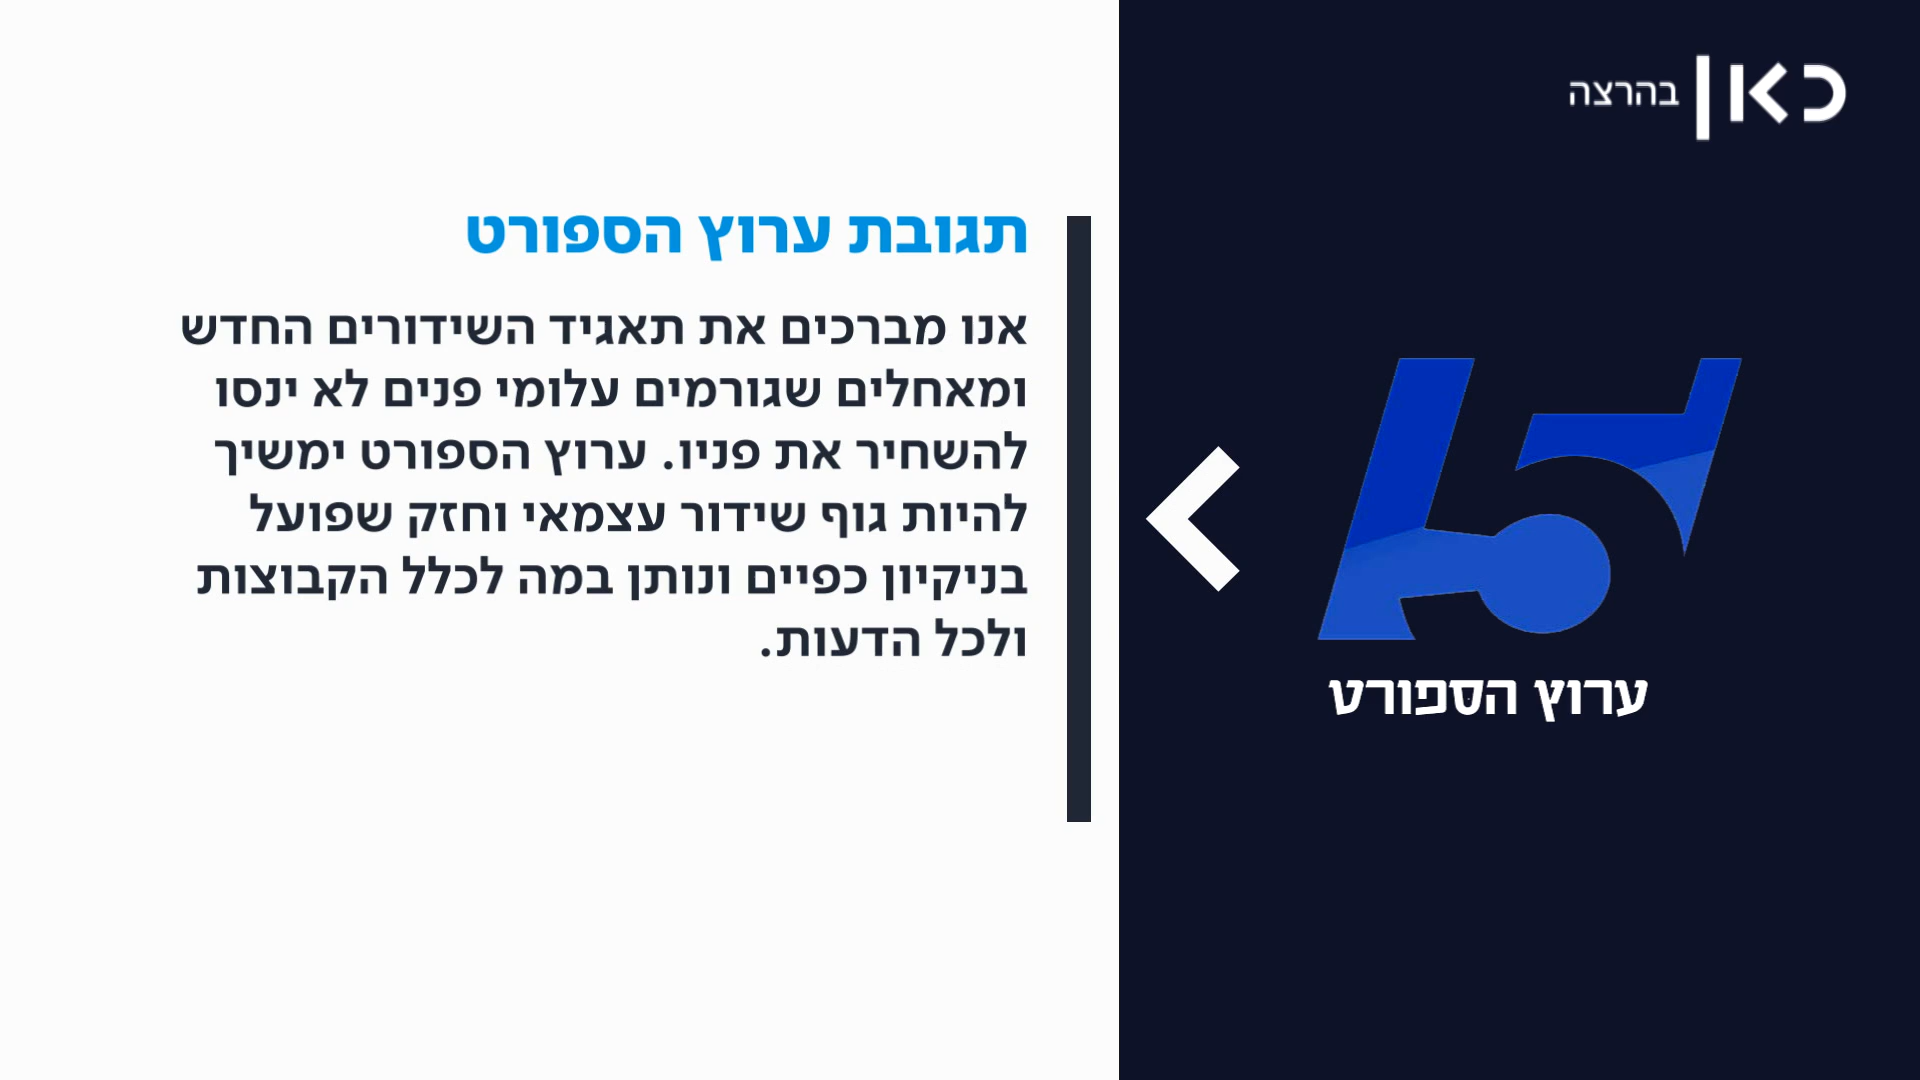 כאן | בהרצה
תגובת ערוץ הספורט
אנו מברכים את תאגיד השידורים החדש
ומאחלים שגורמים עלומי פנים לא ינסו
להשחיר את פניו. ערוץ הספורט ימשיך
להיות גוף שידור עצמאי וחזק שפועל
בניקיון כפיים ונותן במה לכלל הקבוצות
ולכל הדעות.
5
ערוץ הספורט